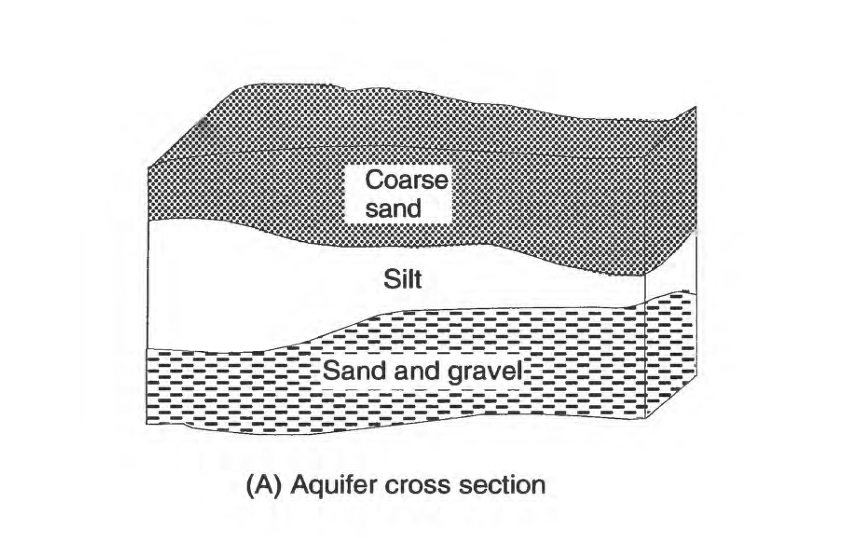 Coarse
sand
Silt
Sand and gravel
(A) Aquifer cross section